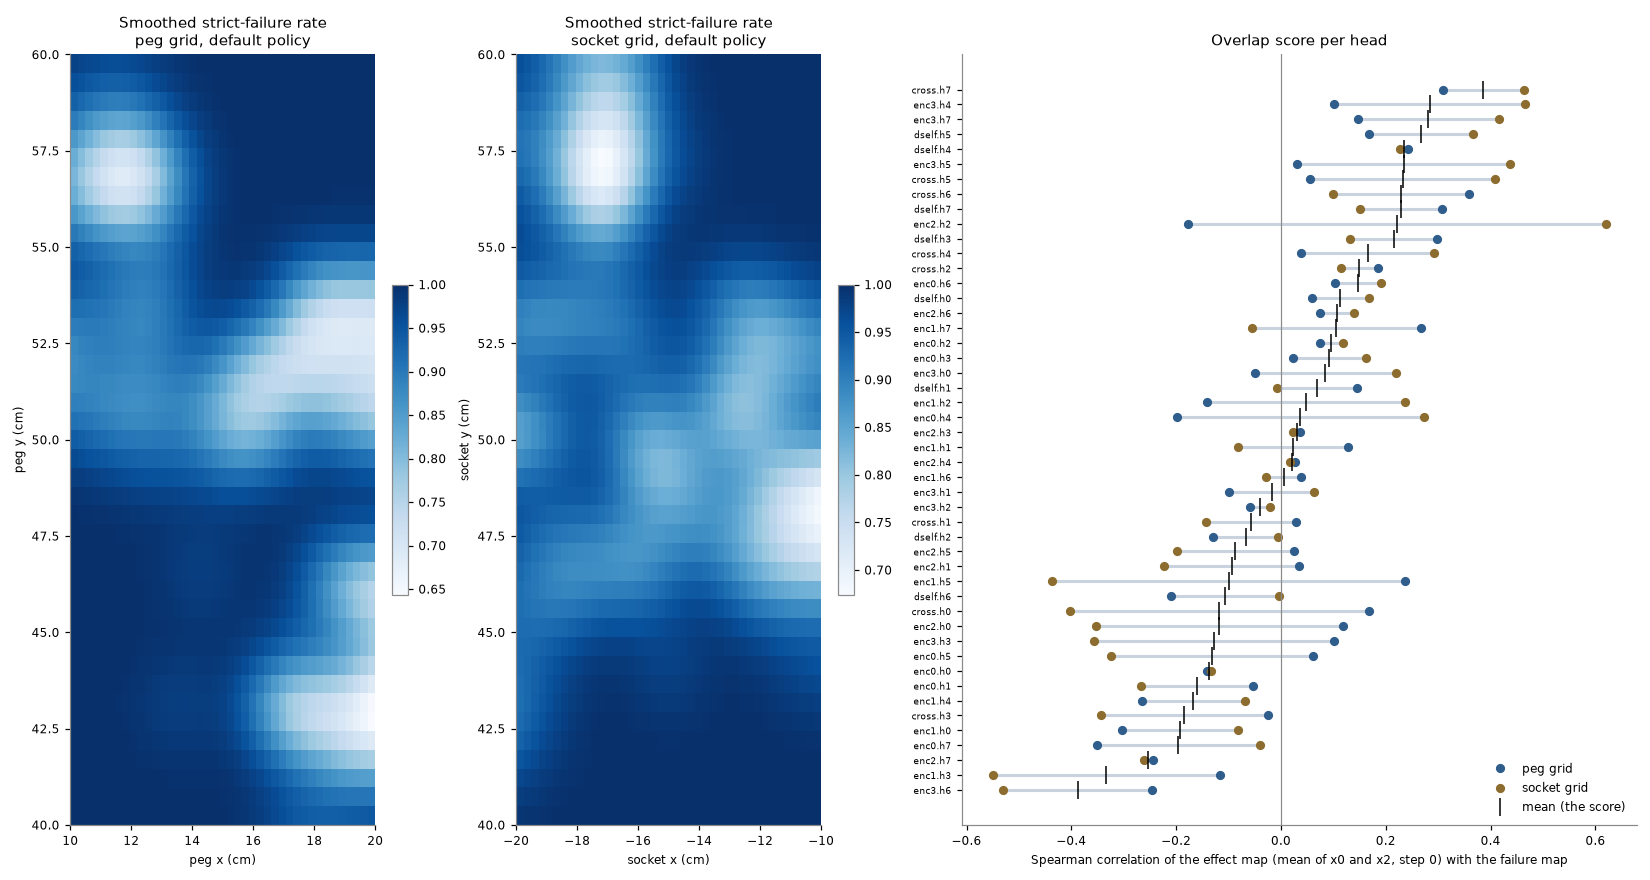 Smoothed strict-failure rate
peg grid, default policy
60.0
57.5
55.0
52.5
50.0
47.5
45.0
42.5
40.0
peg y (cm)
10
12
14
16
18
20
peg x (cm)
1.00
0.95
0.90
0.85
0.80
0.75
0.70
0.65
Smoothed strict-failure rate
socket grid, default policy
60.0
57.5
55.0
52.5
50.0
47.5
45.0
42.5
40.0
socket y (cm)
−20
−18
−16
−14
−12
−10
socket x (cm)
1.00
0.95
0.90
0.85
0.80
0.75
0.70
Overlap score per head
cross.h7
enc3.h4
enc3.h7
dself.h5
dself.h4
enc3.h5
cross.h5
cross.h6
dself.h7
enc2.h2
dself.h3
cross.h4
cross.h2
enc0.h6
dself.h0
enc2.h6
enc1.h7
enc0.h2
enc0.h3
enc3.h0
dself.h1
enc1.h2
enc0.h4
enc2.h3
enc1.h1
enc2.h4
enc1.h6
enc3.h1
enc3.h2
cross.h1
dself.h2
enc2.h5
enc2.h1
enc1.h5
dself.h6
cross.h0
enc2.h0
enc3.h3
enc0.h5
enc0.h0
enc0.h1
enc1.h4
cross.h3
enc1.h0
enc0.h7
enc2.h7
enc1.h3
enc3.h6
peg grid
socket grid
mean (the score)
−0.6
−0.4
−0.2
0.0
0.2
0.4
0.6
Spearman correlation of the effect map (mean of x0 and x2, step 0) with the failure map